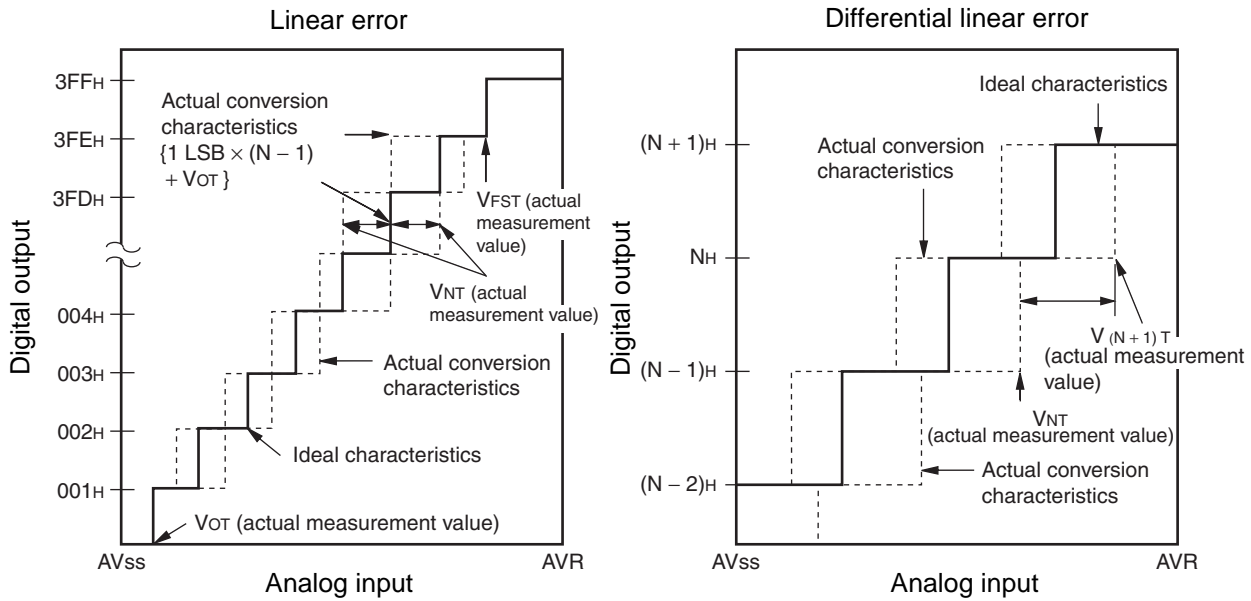 Linear error
3FFH
3FEH
3FDH
004H
003H
002H
001H
Digital output
Actual conversion
characteristics
{1 LSB × (N − 1)
+ VOT }
VFST (actual
measurement
value)
VNT (actual
measurement value)
Actual conversion
characteristics
Ideal characteristics
VOT (actual measurement value)
AVss
AVR
Analog input
Differential linear error
(N + 1)H
NH
(N − 1)H
(N − 2)H
Digital output
Ideal characteristics
Actual conversion
characteristics
V (N + 1) T
(actual measurement
value)
VNT
(actual measurement value)
Actual conversion
characteristics
AVss
AVR
Analog input